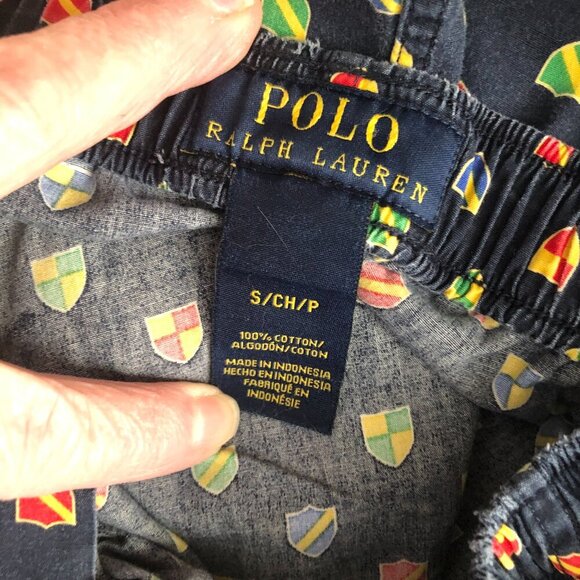 POLO
RALPH LAUREN
S/CH/P
100% COTTON/
ALGODÓN/COTON
MADE IN INDONESIA
HECHO EN INDONESIA
FABRIQUÉ EN
INDONÉSIE